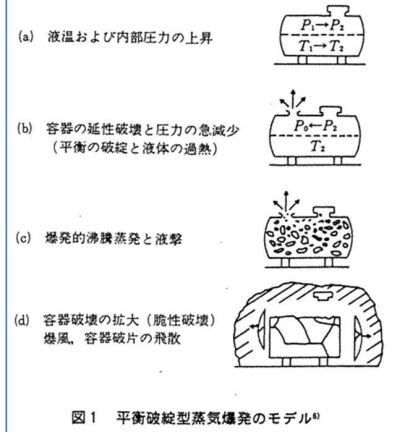 (a) 液温および内部圧力の上昇
P₁→P₂
T₁→T₂
(b) 容器の延性破壊と圧力の急減少
(平衡の破綻と液体の過熱)
P₀←P₂
T₂
(c) 爆発的沸騰蒸発と液撃
(d) 容器破壊の拡大(脆性破壊)
爆風,容器破片の飛散
図1 平衡破綻型蒸気爆発のモデル⁶⁾